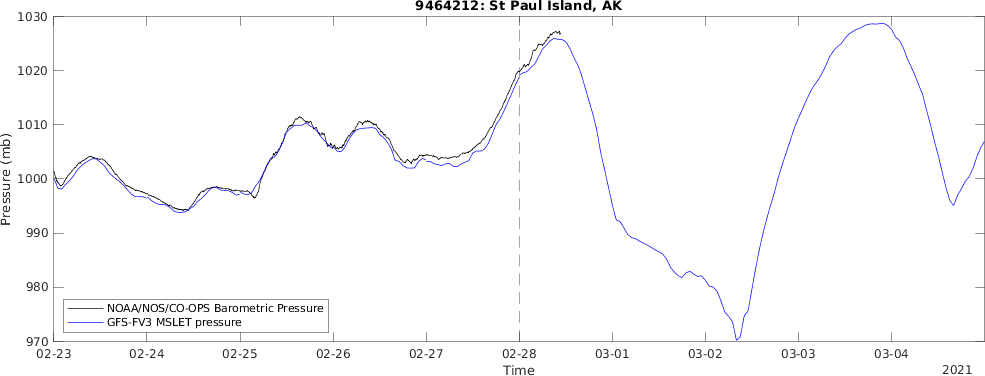 9464212: St Paul Island, AK
Pressure (mb)
1030
1020
1010
1000
990
980
970
NOAA/NOS/CO-OPS Barometric Pressure
GFS-FV3 MSLET pressure
02-23 02-24 02-25 02-26 02-27 02-28 03-01 03-02 03-03 03-04
Time
2021